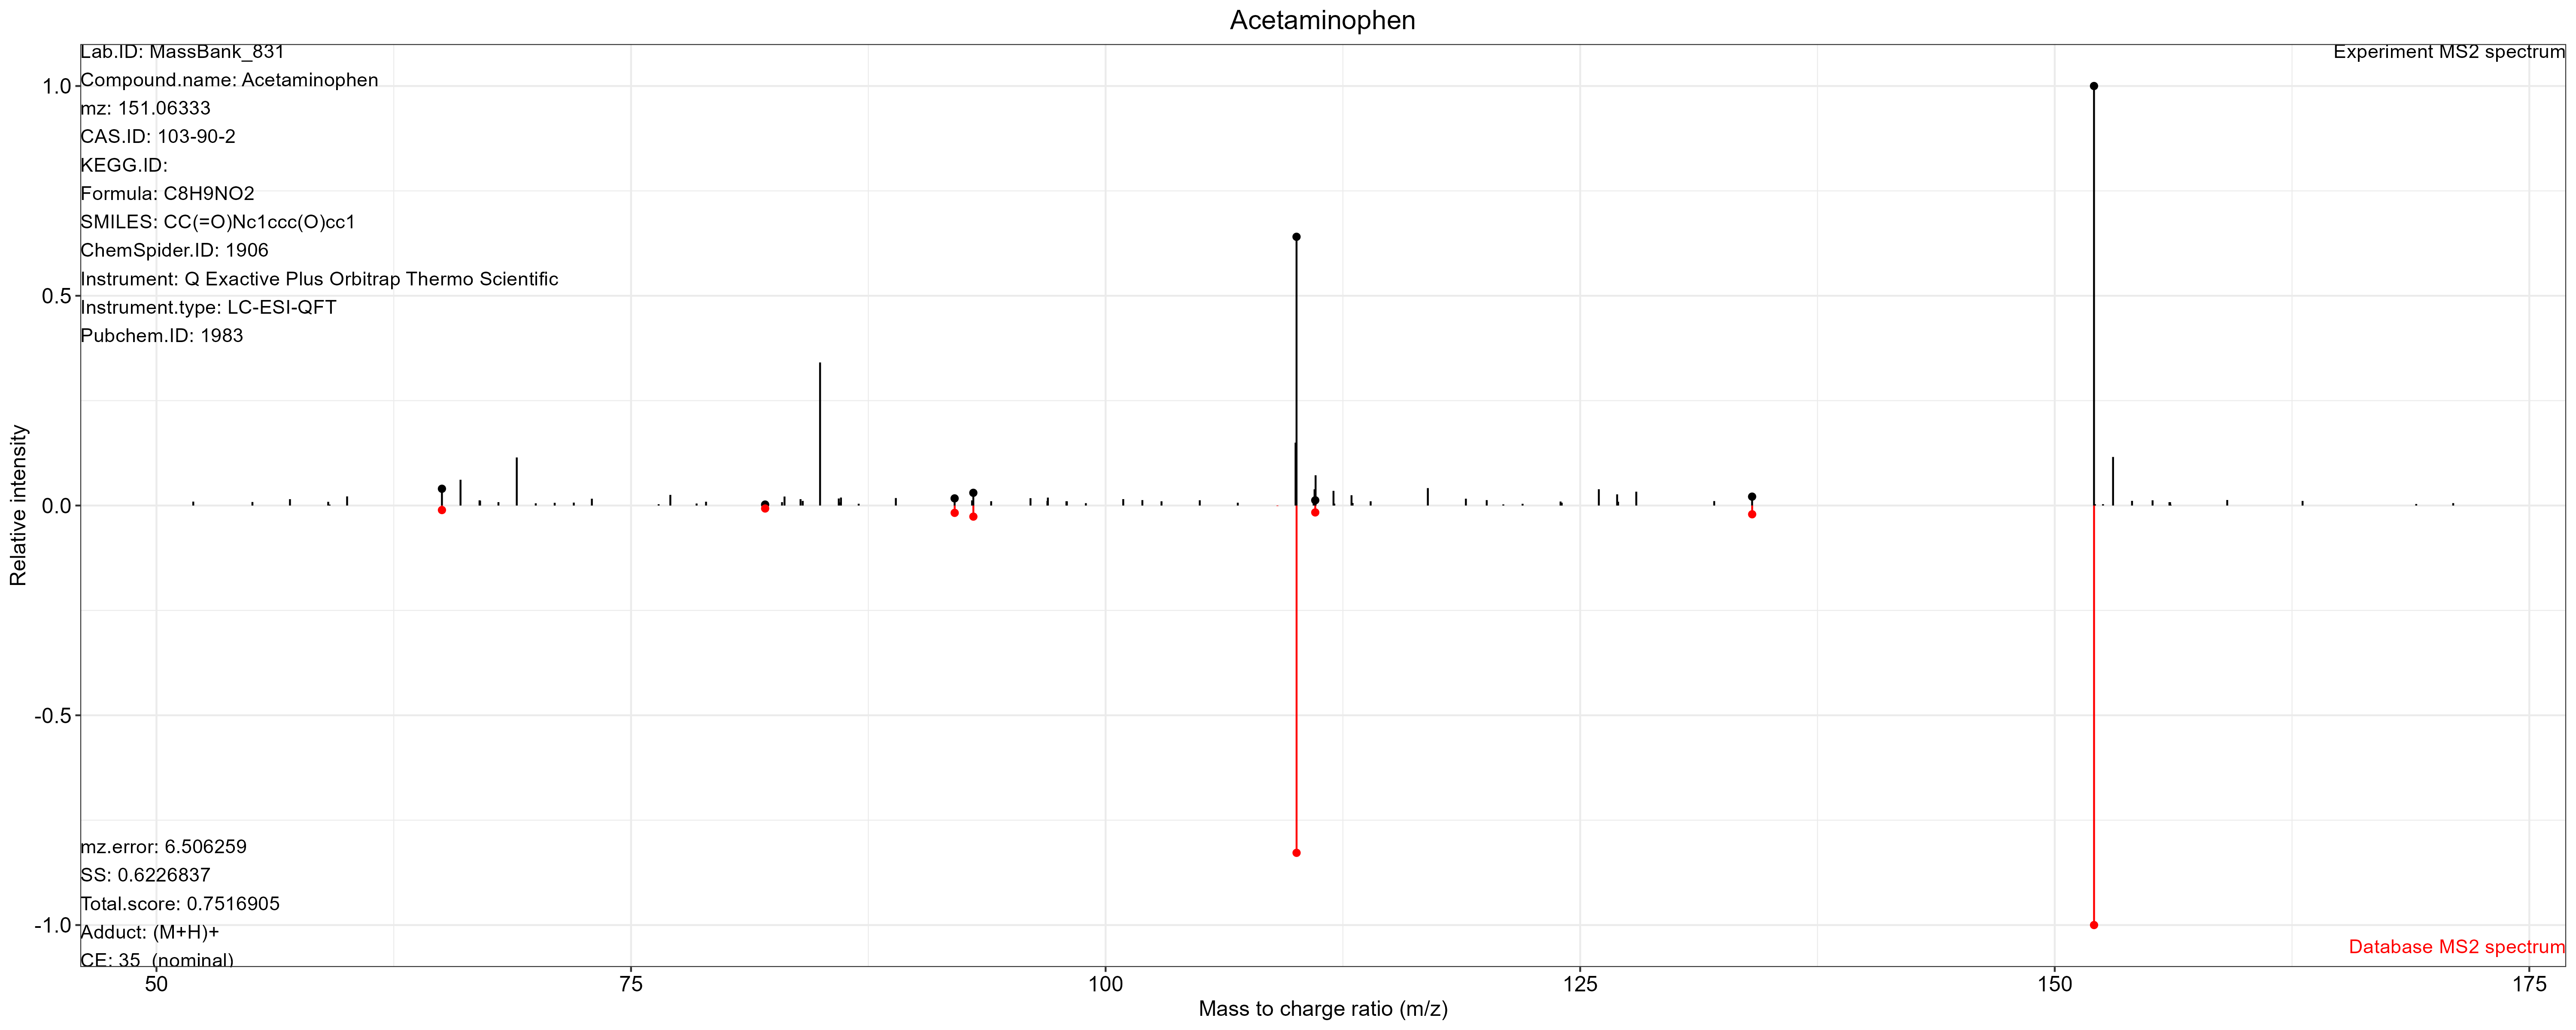 Acetaminophen
Lab.ID: MassBank_831
Experiment MS2 spectrum
Compound.name: Acetaminophen
mz: 151.06333
CAS.ID: 103-90-2
KEGG.ID:
Formula: C8H9NO2
SMILES: CC(=O)Nc1ccc(O)cc1
ChemSpider.ID: 1906
Instrument: Q Exactive Plus Orbitrap Thermo Scientific
Instrument.type: LC-ESI-QFT
Pubchem.ID: 1983
1.0
0.5
0.0
-0.5
-1.0
Relative intensity
mz.error: 6.506259
SS: 0.6226837
Total.score: 0.7516905
Adduct: (M+H)+
CE: 35  (nominal)
Database MS2 spectrum
50 75 100 125 150 175
Mass to charge ratio (m/z)